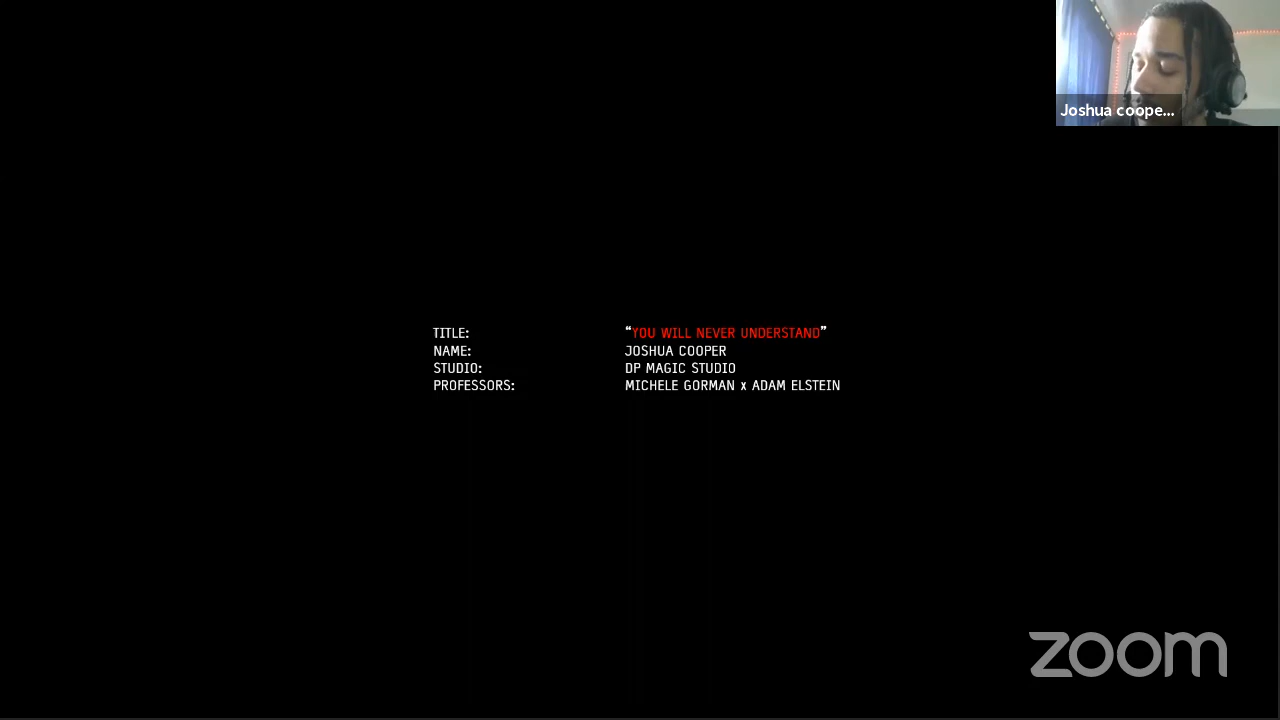 Joshua coope...
TITLE: “YOU WILL NEVER UNDERSTAND”
NAME: JOSHUA COOPER
STUDIO: DP MAGIC STUDIO
PROFESSORS: MICHELE GORMAN x ADAM ELSTEIN
zoom